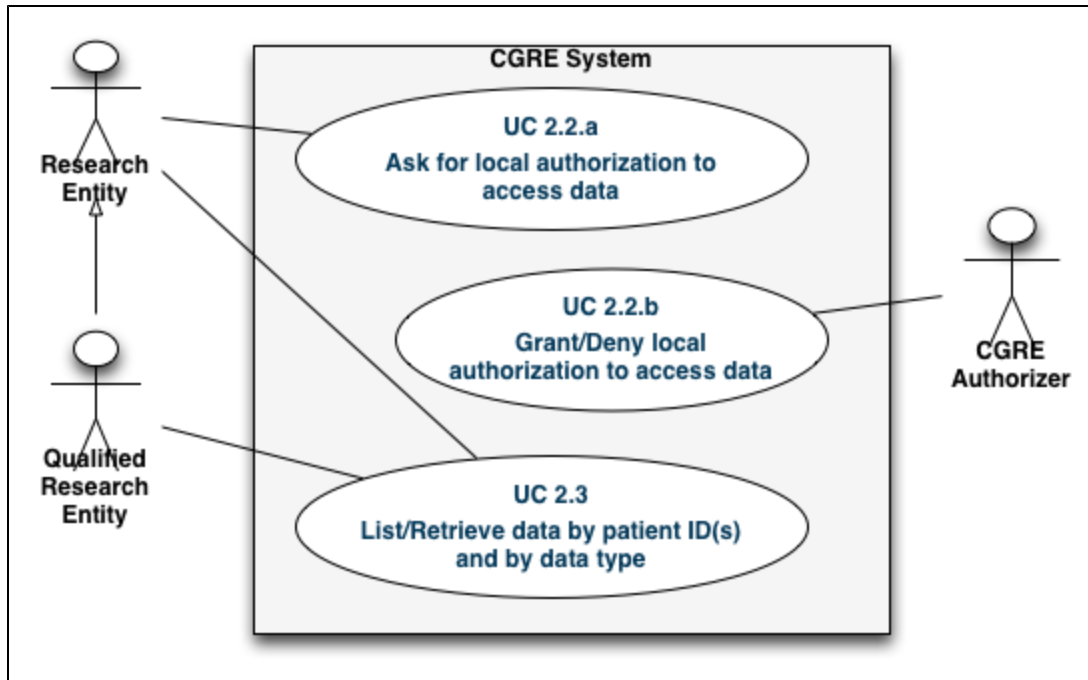 CGRE System
Research
Entity
UC 2.2.a
Ask for local authorization to
access data
UC 2.2.b
Grant/Deny local
authorization to access data
CGRE
Authorizer
Qualified
Research
Entity
UC 2.3
List/Retrieve data by patient ID(s)
and by data type